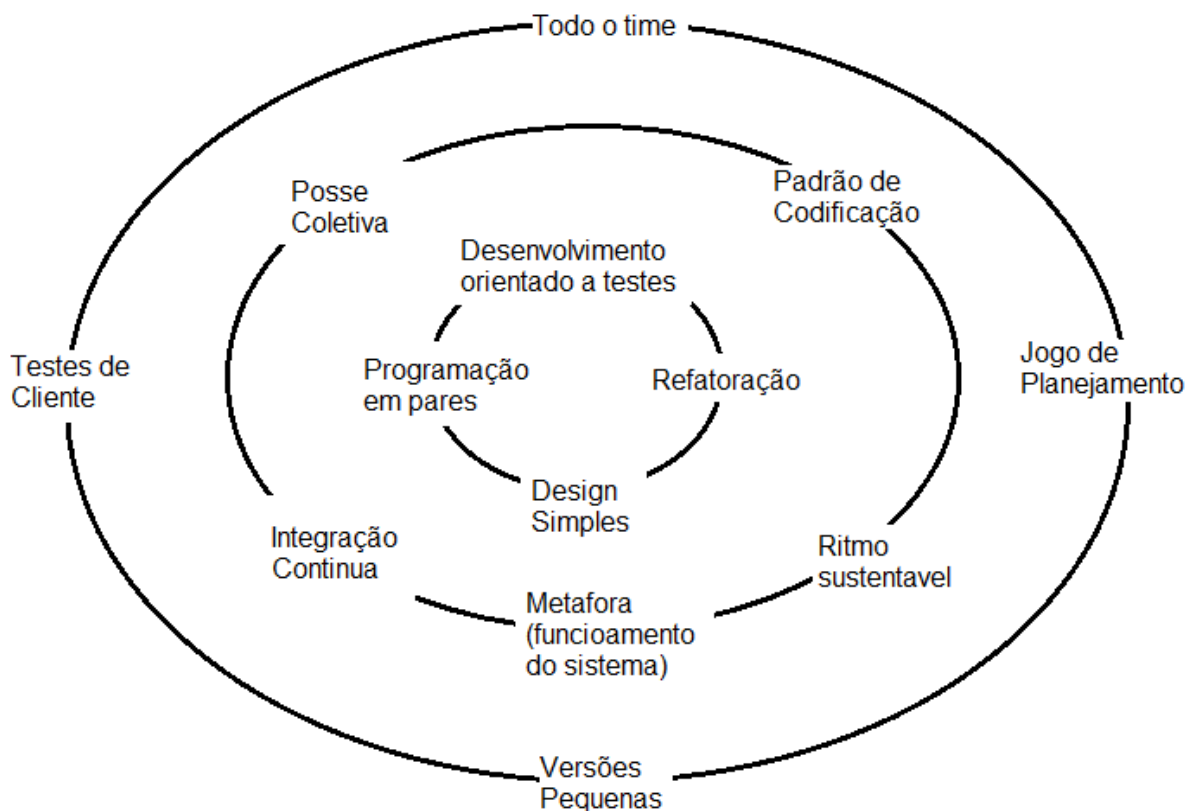 Todo o time
Posse
Coletiva
Padrão de
Codificação
Desenvolvimento
orientado a testes
Testes de
Cliente
Programação
em pares
Refatoração
Jogo de
Planejamento
Design
Simples
Integração
Continua
Ritmo
sustentavel
Metafora
(funcioamento
do sistema)
Versões
Pequenas